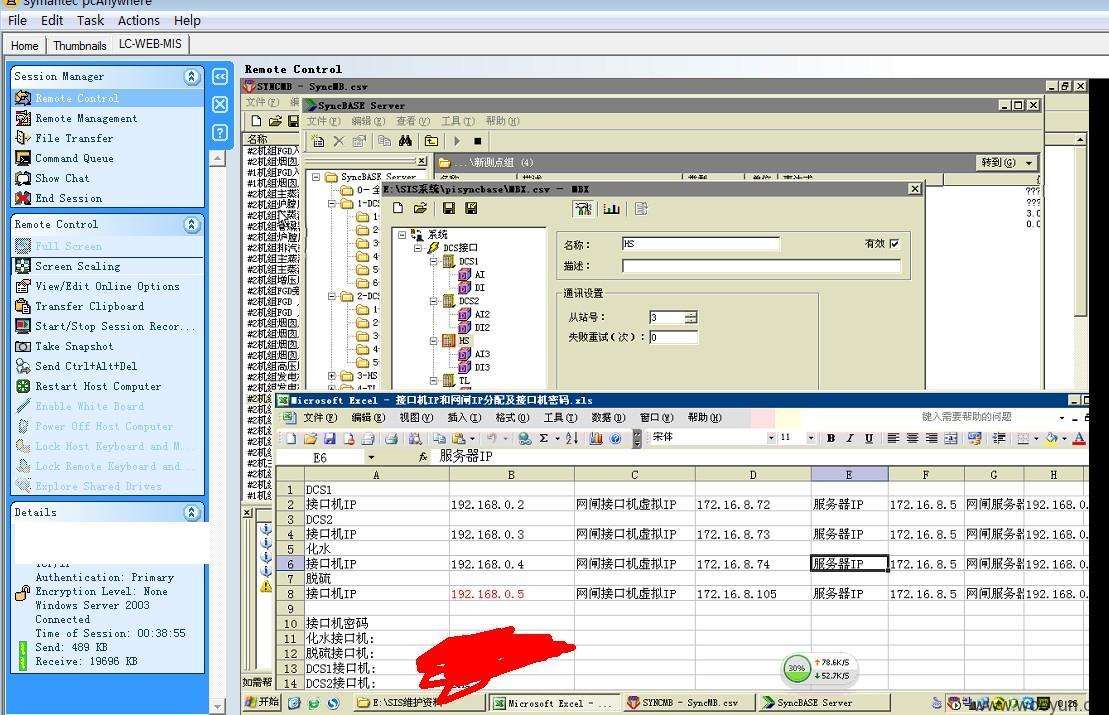 Symantec pcAnywhere
File Edit Task Actions Help
Home Thumbnails LC-WEB-MIS
Session Manager
Remote Control
Remote Management
File Transfer
Command Queue
Show Chat
End Session
Remote Control
Full Screen
Screen Scaling
View/Edit Online Options
Transfer Clipboard
Start/Stop Session Recor...
Take Snapshot
Send Ctrl+Alt+Del
Restart Host Computer
Enable White Board
Power Off Host Computer
Lock Host Keyboard and M...
Lock Remote Keyboard and ...
Explore Shared Drives
Details
Authentication: Primary
Encryption Level: None
Windows Server 2003
Connected
Time of Session: 00:38:55
Send: 489 KB
Receive: 19696 KB
Remote Control
SYNCMB - SyncMB.csv
文件(F)
名称
SyncBASE Server
文件(F) 编辑(E) 查看(V) 工具(T) 帮助(H)
...\新测点组 (4)
转到(G)
SyncBASE Server
1-DCS
2-DCS
3-HS
E:\SIS系统\pisyncbase\MBX.csv - MBX
系统
DCS接口
DCS1
AI
DI
DCS2
AI2
DI2
HS
AI3
DI3
TL
名称: HS 有效
描述:
通讯设置
从站号: 3
失败重试(次): 0
???
???
3.0
0.0
Microsoft Excel - 接口机IP和网闸IP分配及接口机密码.xls
文件(F) 编辑(E) 视图(V) 插入(I) 格式(O) 工具(T) 数据(D) 窗口(W) 帮助(H) 键入需要帮助的问题
宋体 11 B I U
E6 fx 服务器IP
A B C D E F G H
1 DCS1
2 接口机IP 192.168.0.2 网闸接口机虚拟IP 172.16.8.72 服务器IP 172.16.8.5 网闸服务器 192.168.0.
3 DCS2
4 接口机IP 192.168.0.3 网闸接口机虚拟IP 172.16.8.73 服务器IP 172.16.8.5 网闸服务器 192.168.0.
5 化水
6 接口机IP 192.168.0.4 网闸接口机虚拟IP 172.16.8.74 服务器IP 172.16.8.5 网闸服务器 192.168.0.
7 脱硫
8 接口机IP 192.168.0.5 网闸接口机虚拟IP 172.16.8.105 服务器IP 172.16.8.5 网闸服务器 192.168.0.
9
10 接口机密码
11 化水接口机:
12 脱硫接口机:
13 DCS1接口机:
14 DCS2接口机:
30% 78.6K/S
52.7K/S
如需帮
开始 E:\SIS维护资料 Microsoft Excel - ... SYNCMB - SyncMB.csv SyncBASE Server